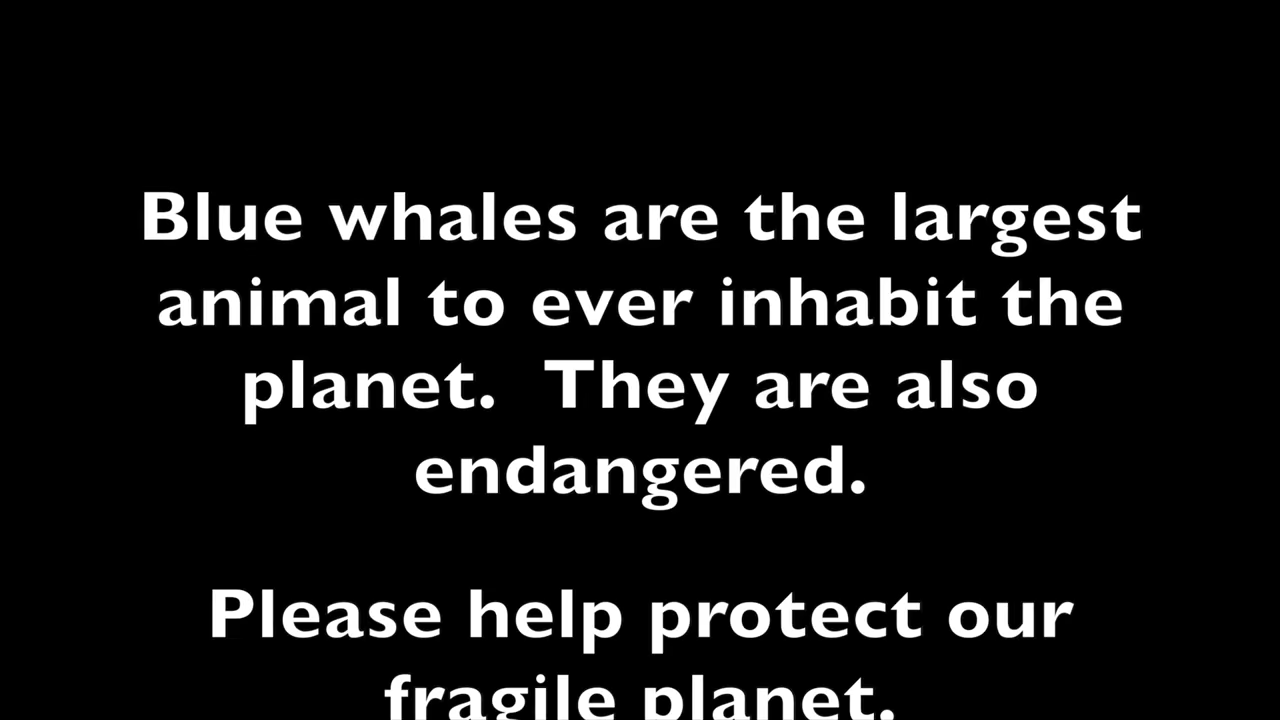 Blue whales are the largest
animal to ever inhabit the
planet.  They are also
endangered.
Please help protect our
fragile planet.